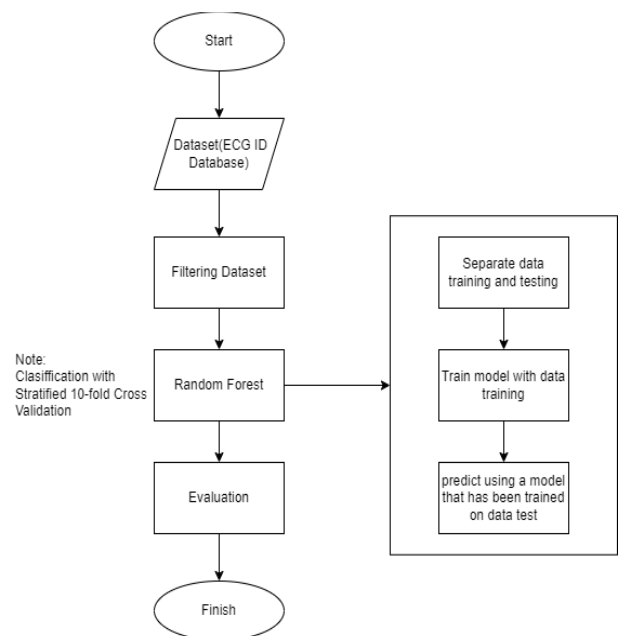 Start
Dataset(ECG ID
Database)
Filtering Dataset
Note:
Clasiffication with
Stratified 10-fold Cross
Validation
Random Forest
Evaluation
Finish
Separate data
training and testing
Train model with data
training
predict using a model
that has been trained
on data test